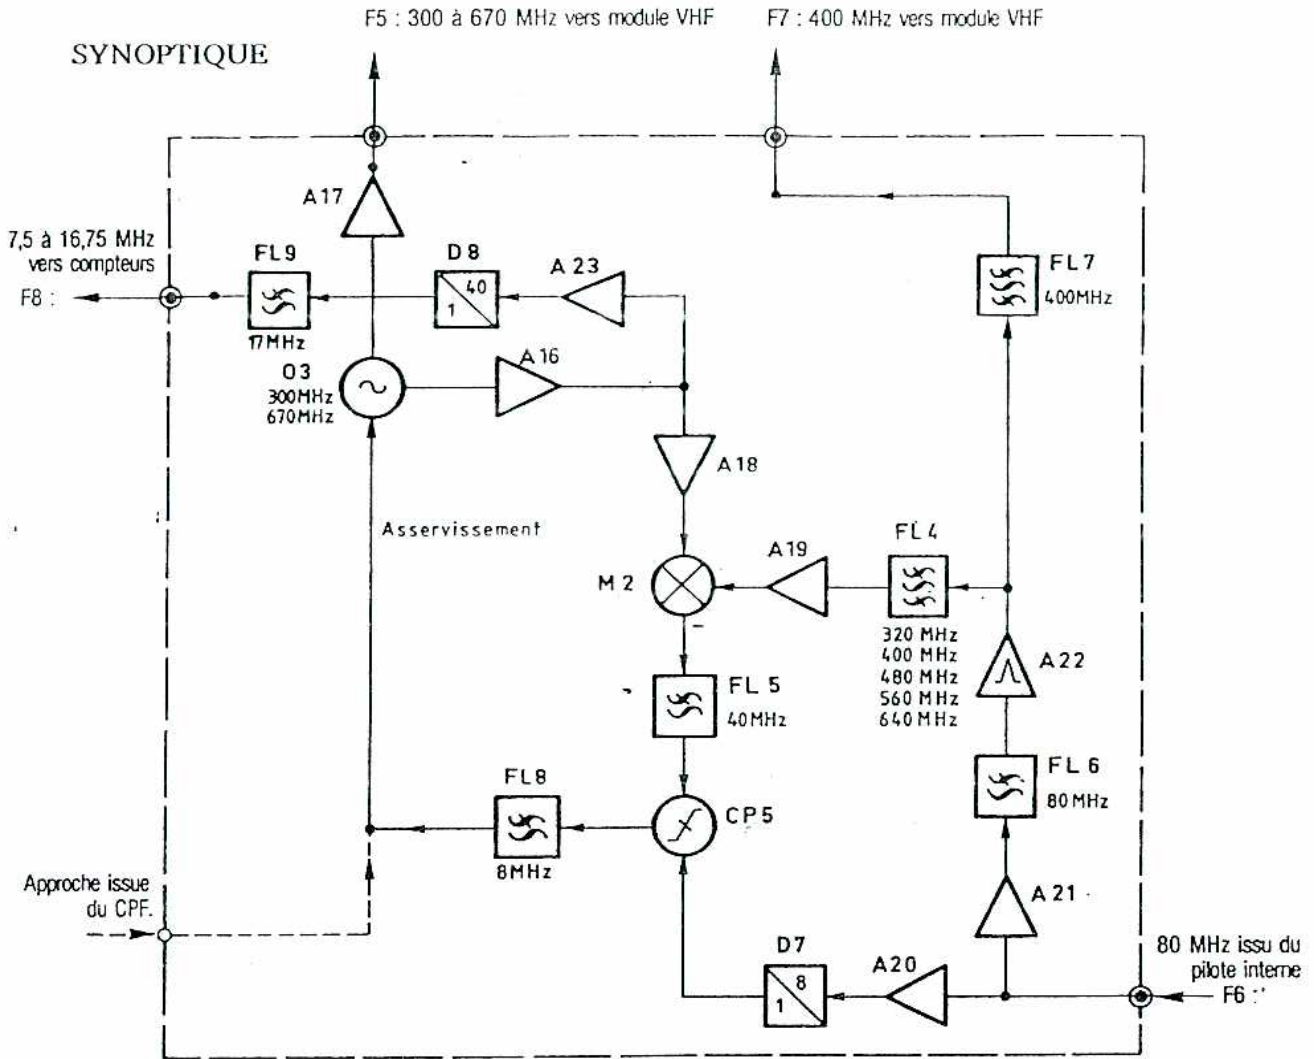 F5 : 300 à 670 MHz vers module VHF
F7 : 400 MHz vers module VHF
SYNOPTIQUE
A17
7,5 à 16,75 MHz
vers compteurs
F8 :
FL9
17MHz
D8
40
1
A 23
FL7
400MHz
A16
O3
300MHz
670MHz
A18
Asservissement
M2
A19
FL4
320 MHz
400 MHz
480 MHz
560 MHz
640 MHz
A22
FL 5
40MHz
FL 6
80MHz
FL8
8MHz
CP5
A21
Approche issue
du CPF.
D7
8
1
A20
80 MHz issu du
pilote interne
F6 :